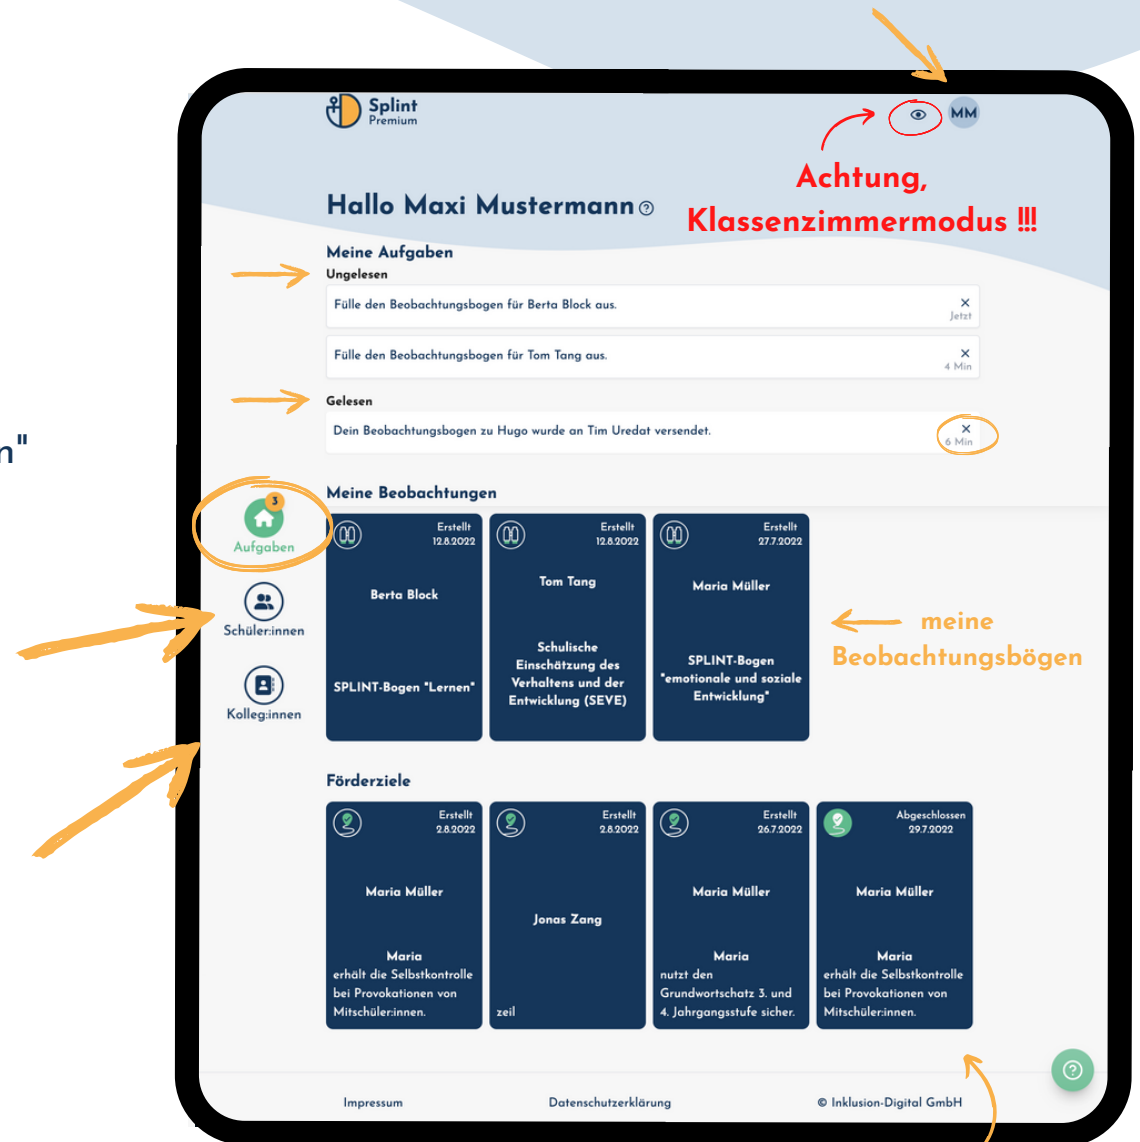 Splint
Premium
MM
Achtung,
Klassenzimmermodus !!!
Hallo Maxi Mustermann
Meine Aufgaben
Ungelesen
Fülle den Beobachtungsbogen für Berta Block aus.
Jetzt
Fülle den Beobachtungsbogen für Tom Tang aus.
4 Min
Gelesen
Dein Beobachtungsbogen zu Hugo wurde an Tim Uredat versendet.
6 Min
n"
3
Aufgaben
Schüler:innen
Kolleg:innen
Meine Beobachtungen
Erstellt
12.8.2022
Berta Block
SPLINT-Bogen "Lernen"
Erstellt
12.8.2022
Tom Tang
Schulische
Einschätzung des
Verhaltens und der
Entwicklung (SEVE)
Erstellt
27.7.2022
Maria Müller
SPLINT-Bogen
"emotionale und soziale
Entwicklung"
meine
Beobachtungsbögen
Förderziele
Erstellt
2.8.2022
Maria Müller
Maria
erhält die Selbstkontrolle
bei Provokationen von
Mitschüler:innen.
Erstellt
2.8.2022
Jonas Zang
zeil
Erstellt
26.7.2022
Maria Müller
Maria
nutzt den
Grundwortschatz 3. und
4. Jahrgangsstufe sicher.
Abgeschlossen
29.7.2022
Maria Müller
Maria
erhält die Selbstkontrolle
bei Provokationen von
Mitschüler:innen.
Impressum
Datenschutzerklärung
© Inklusion-Digital GmbH